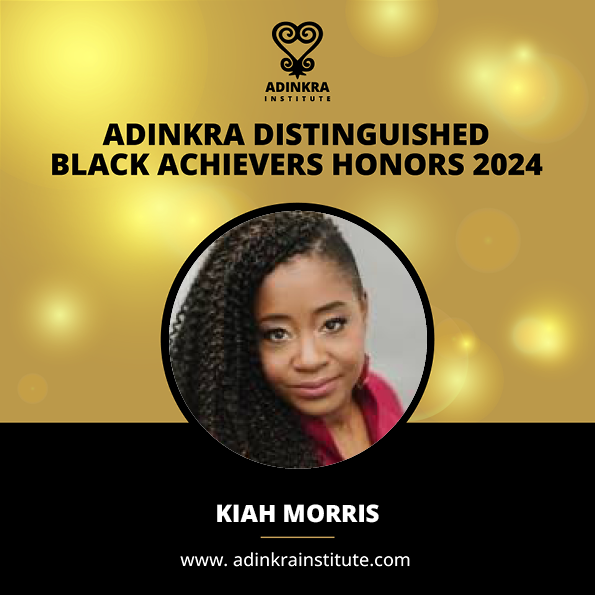 ADINKRA
INSTITUTE
ADINKRA DISTINGUISHED
BLACK ACHIEVERS HONORS 2024
KIAH MORRIS
www. adinkrainstitute.com